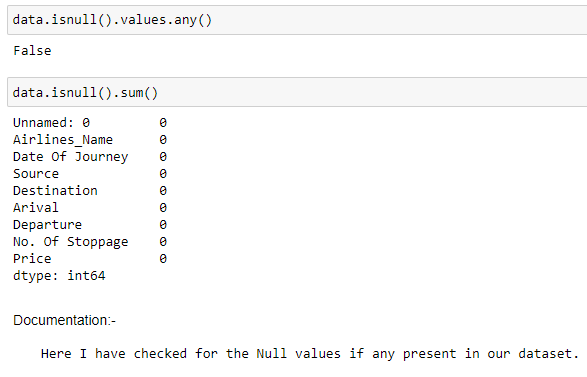 data.isnull().values.any()
False
data.isnull().sum()
Unnamed: 0 0
Airlines_Name 0
Date Of Journey 0
Source 0
Destination 0
Arival 0
Departure 0
No. Of Stoppage 0
Price 0
dtype: int64
Documentation:-
Here I have checked for the Null values if any present in our dataset.